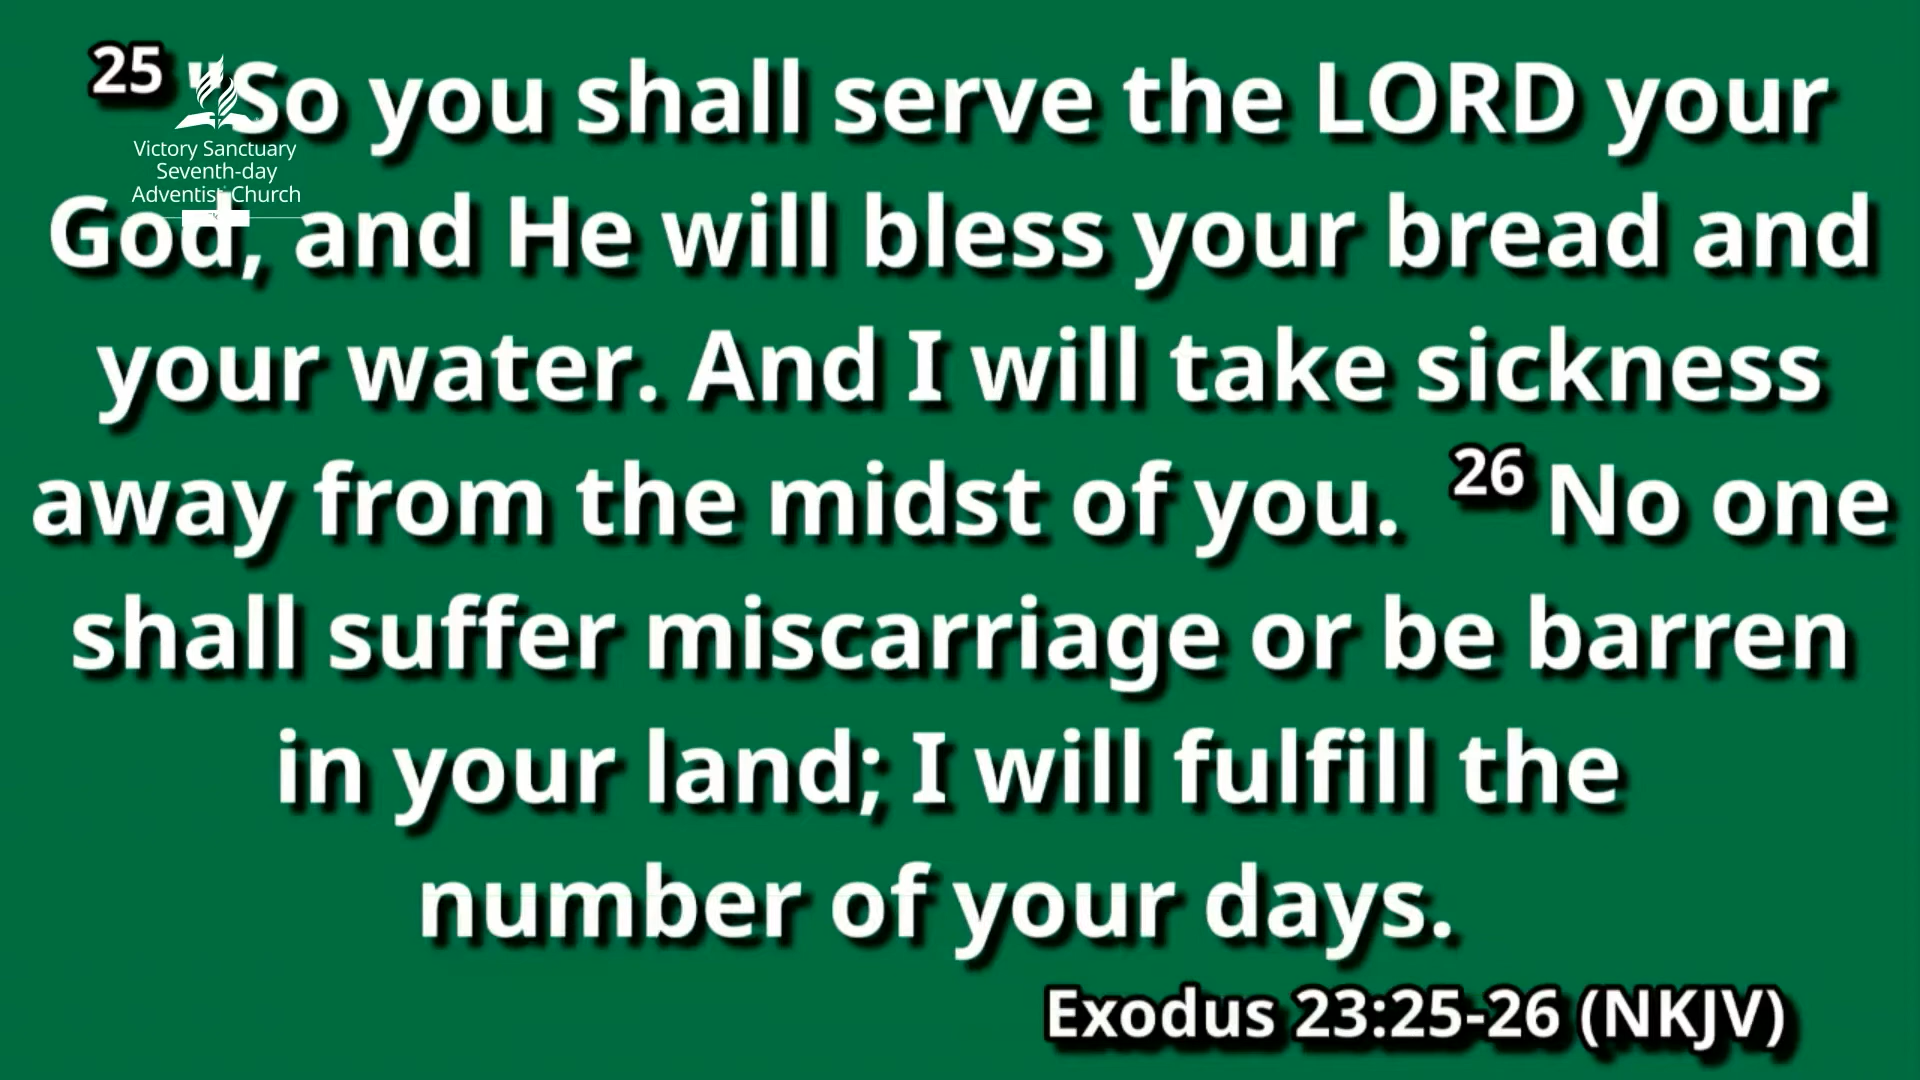 25 "So you shall serve the LORD your
God, and He will bless your bread and
your water. And I will take sickness
away from the midst of you. 26 No one
shall suffer miscarriage or be barren
in your land; I will fulfill the
number of your days.
Exodus 23:25-26 (NKJV)
Victory Sanctuary
Seventh-day
Adventist Church